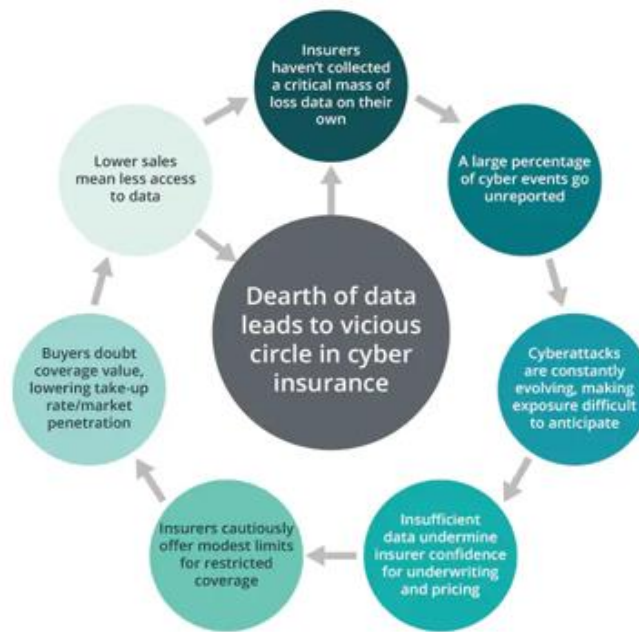 Insurers
haven't collected
a critical mass of
loss data on their
own
A large percentage
of cyber events go
unreported
Cyberattacks
are constantly
evolving, making
exposure difficult
to anticipate
Insufficient
data undermine
insurer confidence
for underwriting
and pricing
Insurers cautiously
offer modest limits
for restricted
coverage
Buyers doubt
coverage value,
lowering take-up
rate/market
penetration
Lower sales
mean less access
to data
Dearth of data
leads to vicious
circle in cyber
insurance